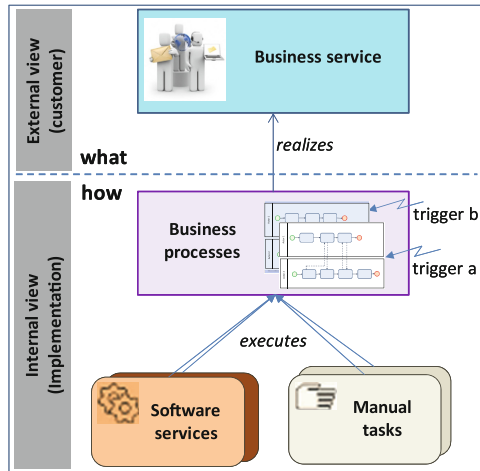 External view
(customer)
Business service
realizes
what
how
Internal view
(Implementation)
Business
processes
trigger b
trigger a
executes
Software
services
Manual
tasks